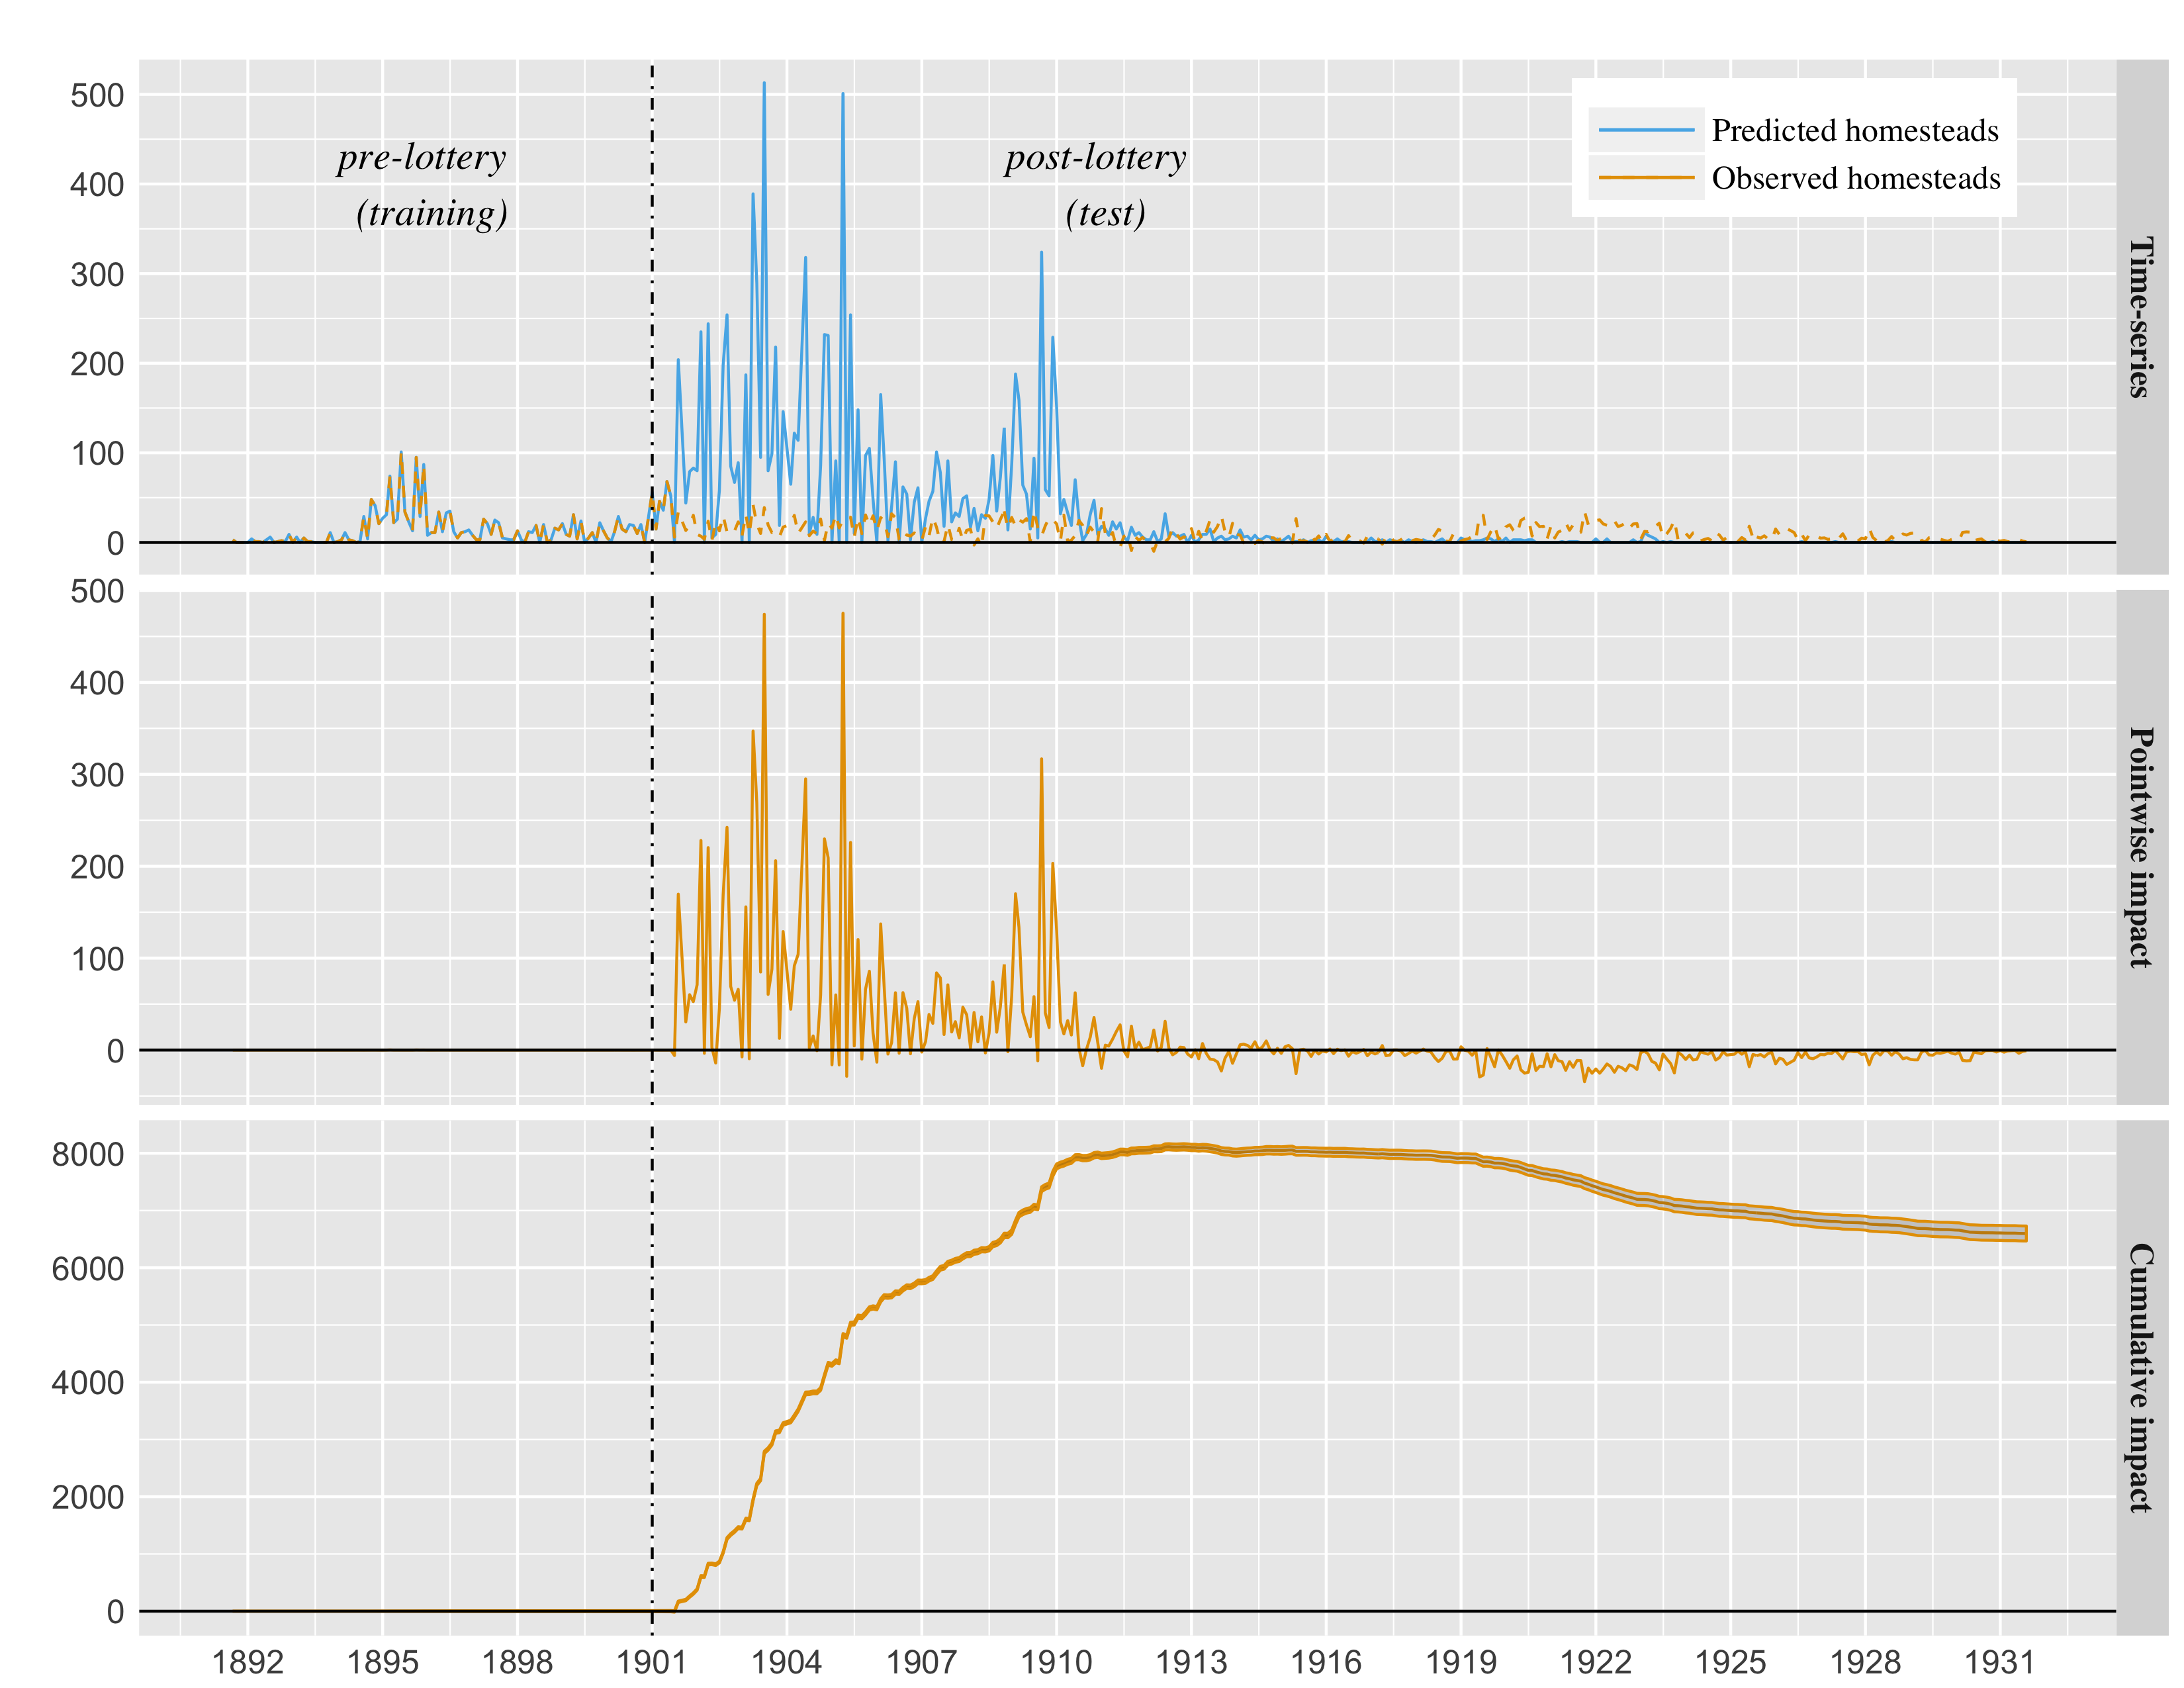 500
400
300
200
100
0
pre-lottery
(training)
post-lottery
(test)
Predicted homesteads
Observed homesteads
Time-series
500
400
300
200
100
0
Pointwise impact
8000
6000
4000
2000
0
Cumulative impact
1892 1895 1898 1901 1904 1907 1910 1913 1916 1919 1922 1925 1928 1931